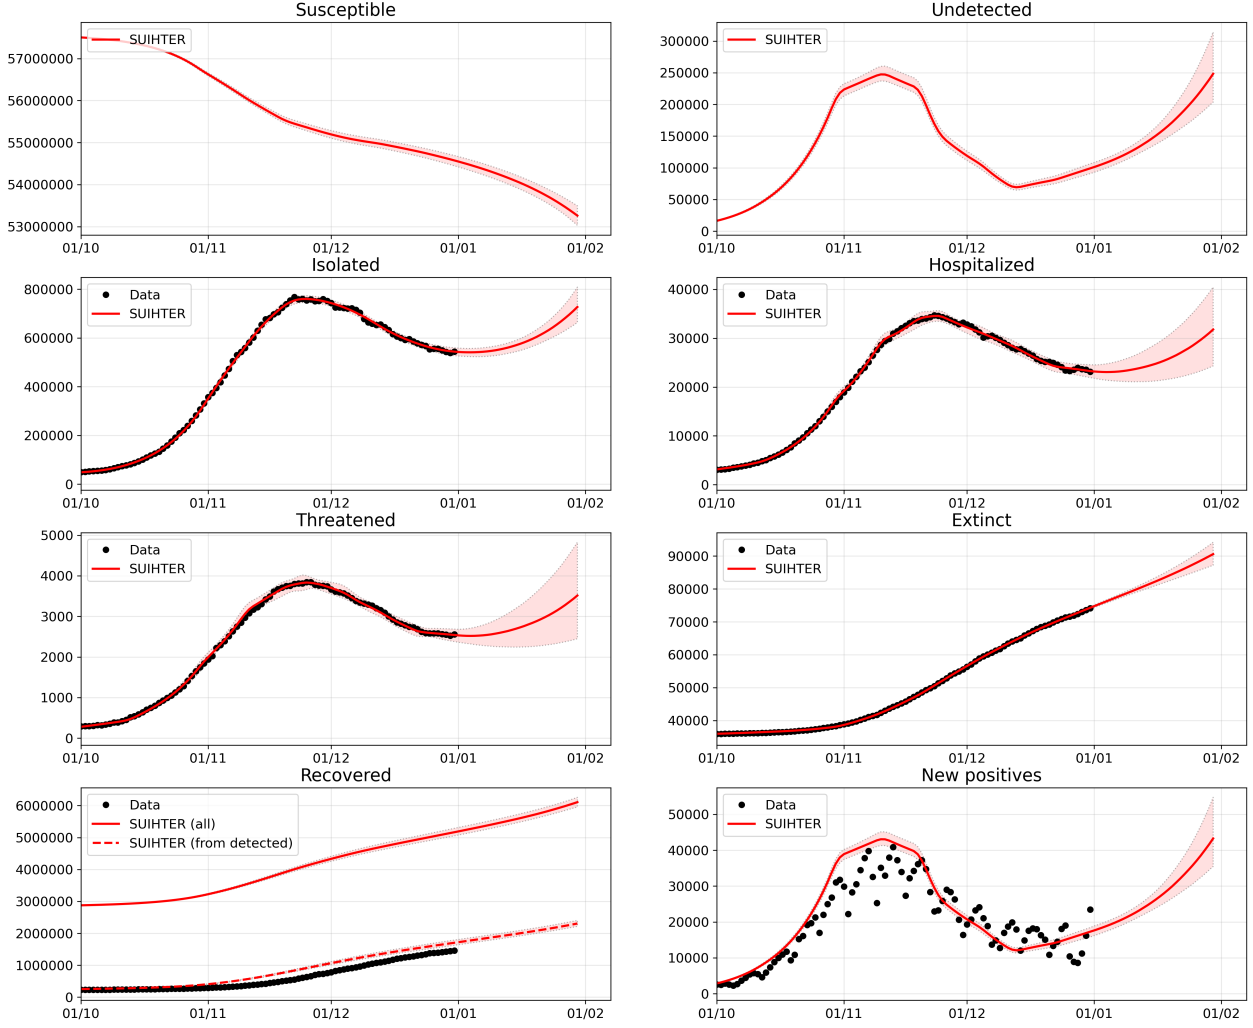 Susceptible
SUIHTER
57000000
56000000
55000000
54000000
53000000
01/10 01/11 01/12 01/01 01/02
Undetected
SUIHTER
300000
250000
200000
150000
100000
50000
0
01/10 01/11 01/12 01/01 01/02
Isolated
Data
SUIHTER
800000
600000
400000
200000
0
01/10 01/11 01/12 01/01 01/02
Hospitalized
Data
SUIHTER
40000
30000
20000
10000
0
01/10 01/11 01/12 01/01 01/02
Threatened
Data
SUIHTER
5000
4000
3000
2000
1000
0
01/10 01/11 01/12 01/01 01/02
Extinct
Data
SUIHTER
90000
80000
70000
60000
50000
40000
01/10 01/11 01/12 01/01 01/02
Recovered
Data
SUIHTER (all)
SUIHTER (from detected)
6000000
5000000
4000000
3000000
2000000
1000000
0
01/10 01/11 01/12 01/01 01/02
New positives
Data
SUIHTER
50000
40000
30000
20000
10000
0
01/10 01/11 01/12 01/01 01/02